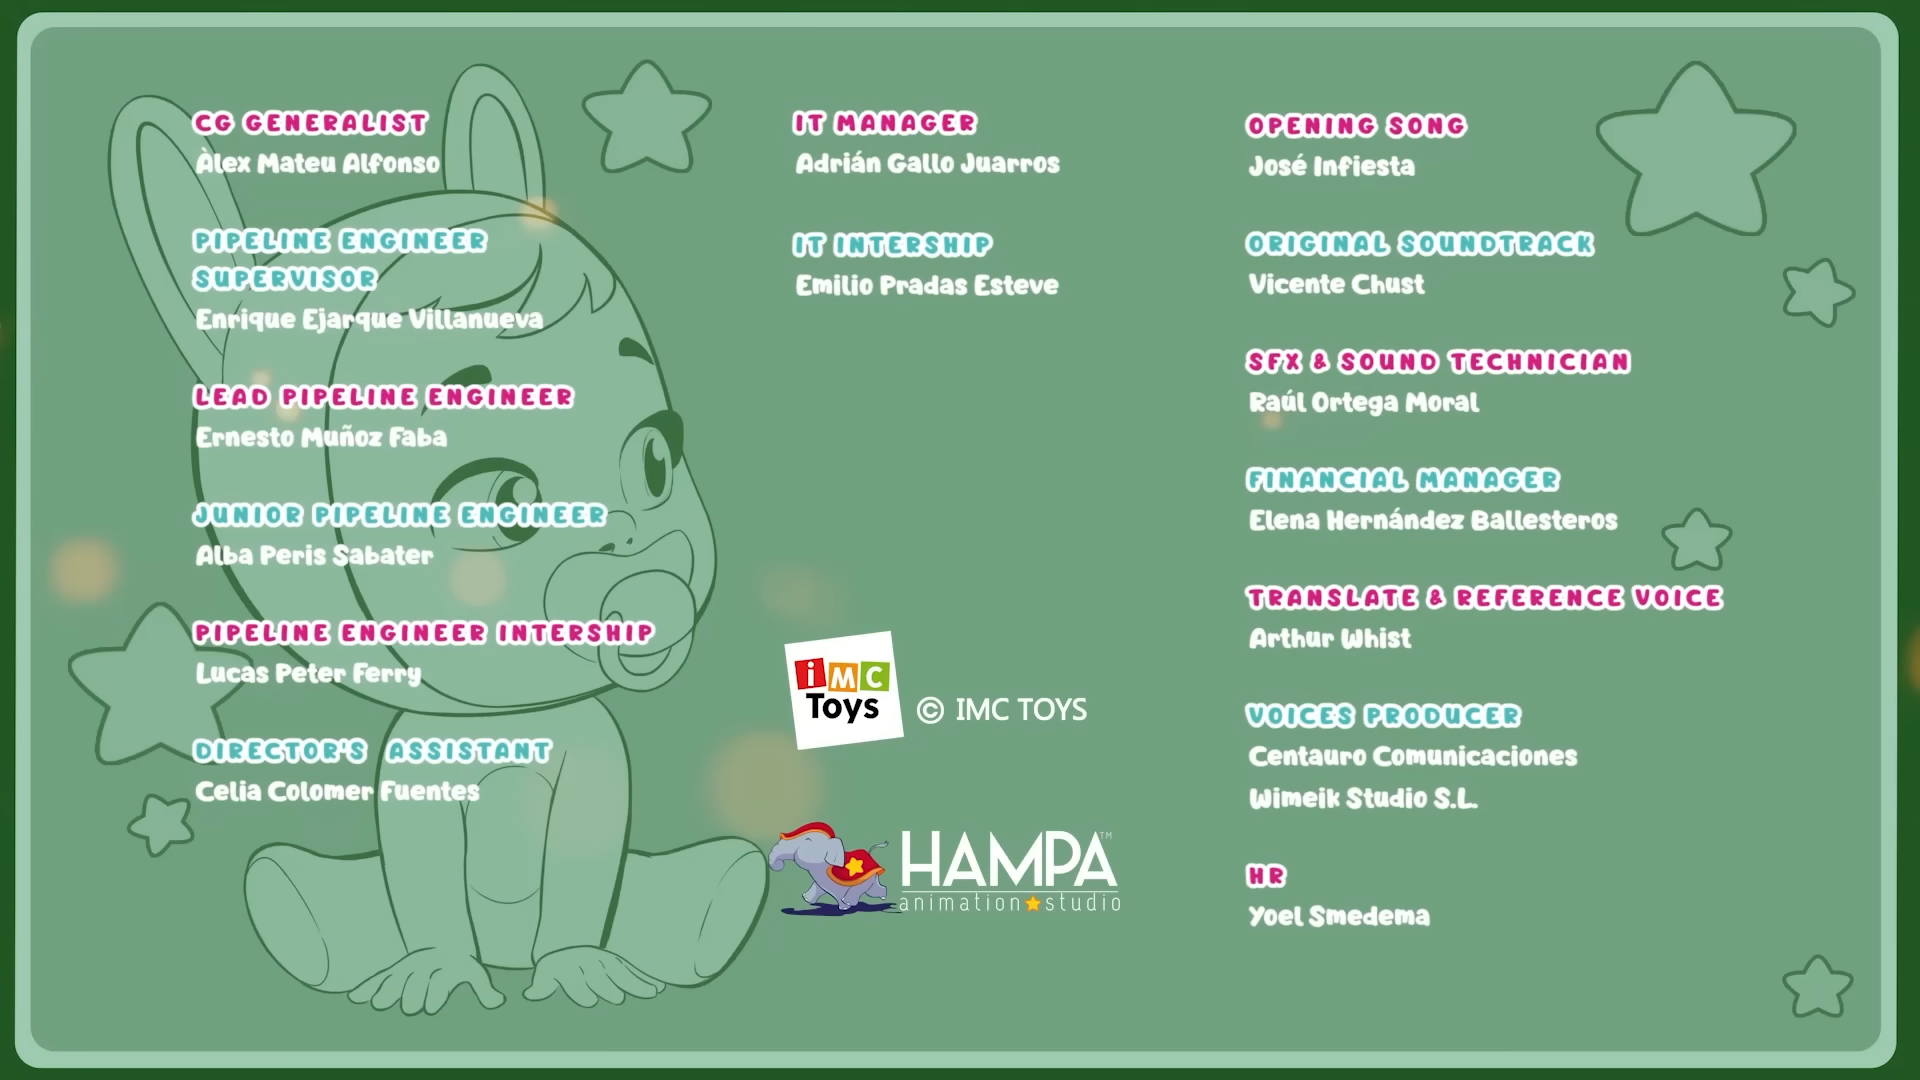 CG GENERALIST
Àlex Mateu Alfonso
PIPELINE ENGINEER
SUPERVISOR
Enrique Ejarque Villanueva
LEAD PIPELINE ENGINEER
Ernesto Muñoz Faba
JUNIOR PIPELINE ENGINEER
Alba Peris Sabater
PIPELINE ENGINEER INTERSHIP
Lucas Peter Ferry
DIRECTOR'S ASSISTANT
Celia Colomer Fuentes
IT MANAGER
Adrián Gallo Juarros
IT INTERSHIP
Emilio Pradas Esteve
iMC
Toys
© IMC TOYS
HAMPA™
animation studio
OPENING SONG
José Infiesta
ORIGINAL SOUNDTRACK
Vicente Chust
SFX & SOUND TECHNICIAN
Raúl Ortega Moral
FINANCIAL MANAGER
Elena Hernández Ballesteros
TRANSLATE & REFERENCE VOICE
Arthur Whist
VOICES PRODUCER
Centauro Comunicaciones
Wimeik Studio S.L.
HR
Yoel Smedema